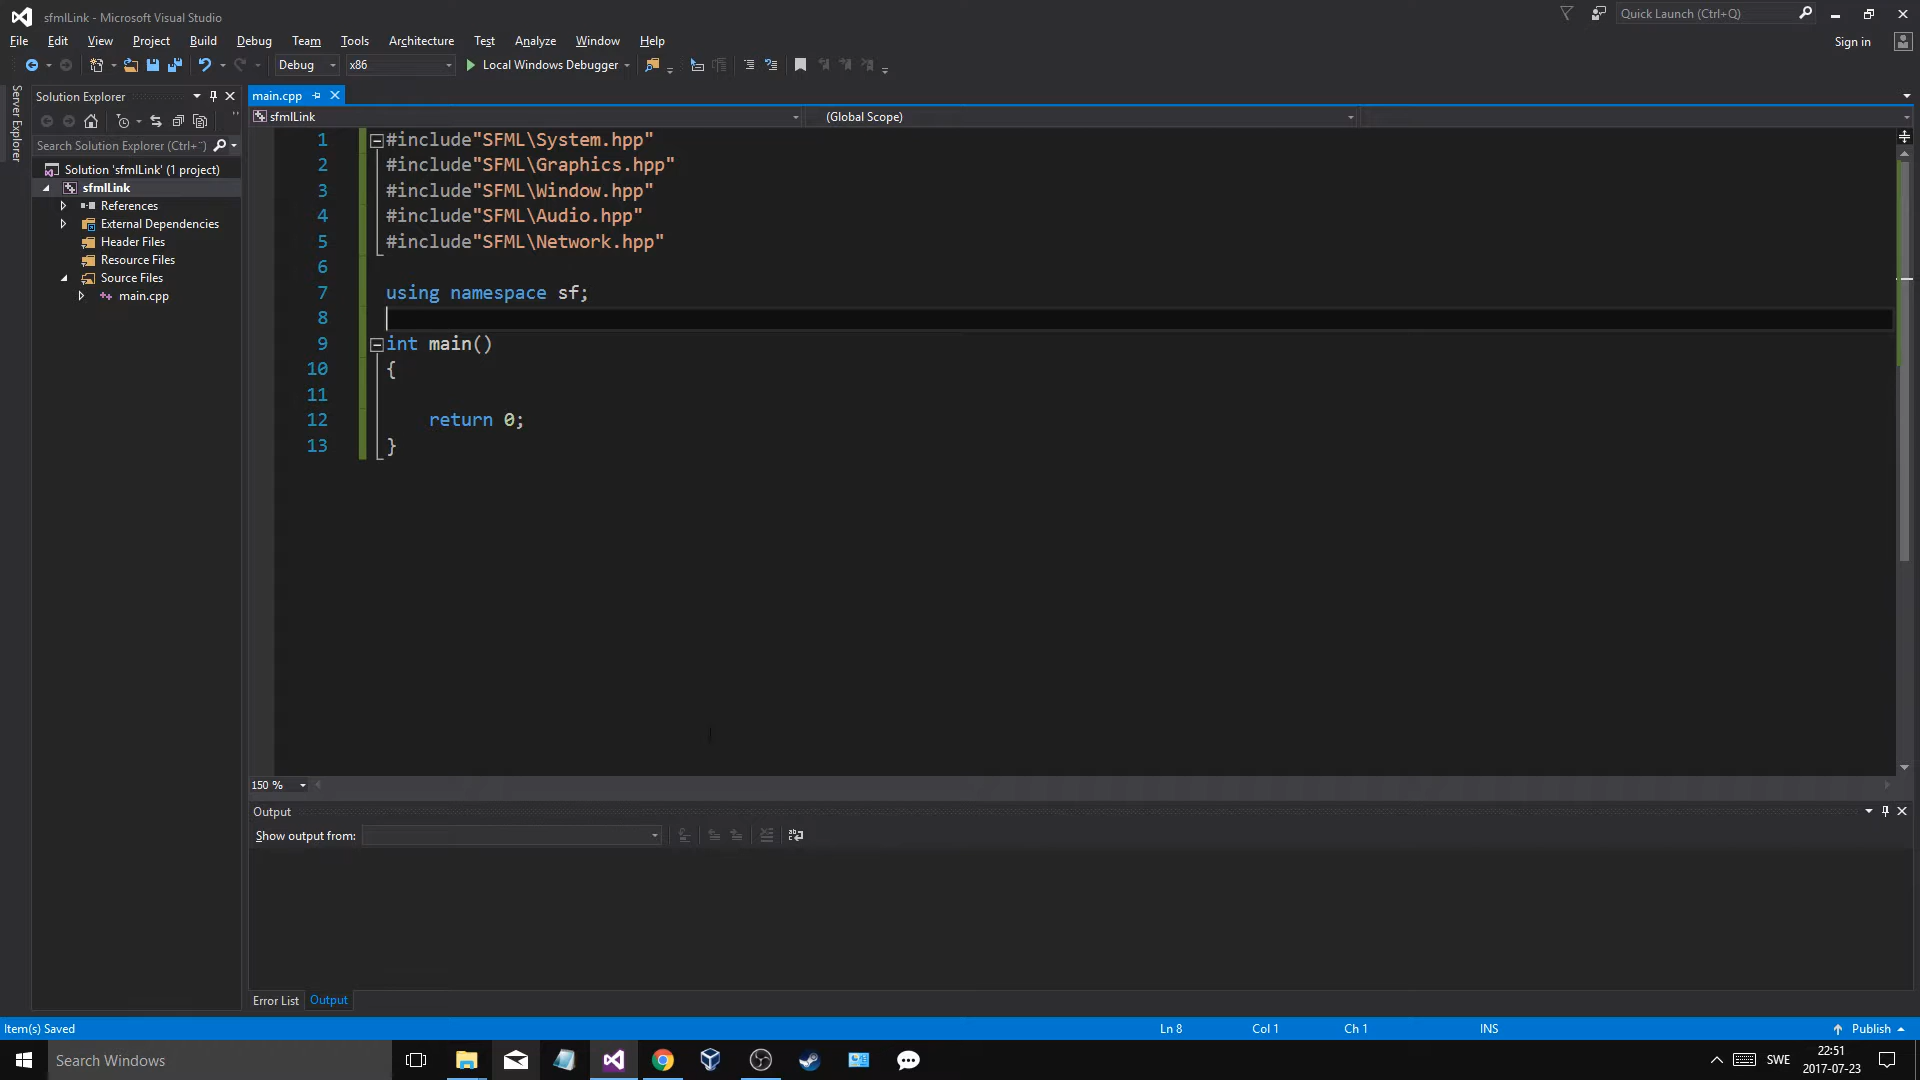 sfmlLink - Microsoft Visual Studio
Quick Launch (Ctrl+Q)
File Edit View Project Build Debug Team Tools Architecture Test Analyze Window Help
Sign in
Debug x86 Local Windows Debugger
Server Explorer
Solution Explorer
main.cpp
sfmlLink
(Global Scope)
Search Solution Explorer (Ctrl+¨)
Solution 'sfmlLink' (1 project)
sfmlLink
References
External Dependencies
Header Files
Resource Files
Source Files
main.cpp
1 #include"SFML\System.hpp"
2 #include"SFML\Graphics.hpp"
3 #include"SFML\Window.hpp"
4 #include"SFML\Audio.hpp"
5 #include"SFML\Network.hpp"
6
7 using namespace sf;
8
9 int main()
10 {
11
12 return 0;
13 }
150 %
Output
Show output from:
Error List Output
Item(s) Saved
Ln 8 Col 1 Ch 1 INS
Publish
Search Windows
SWE
22:51
2017-07-23